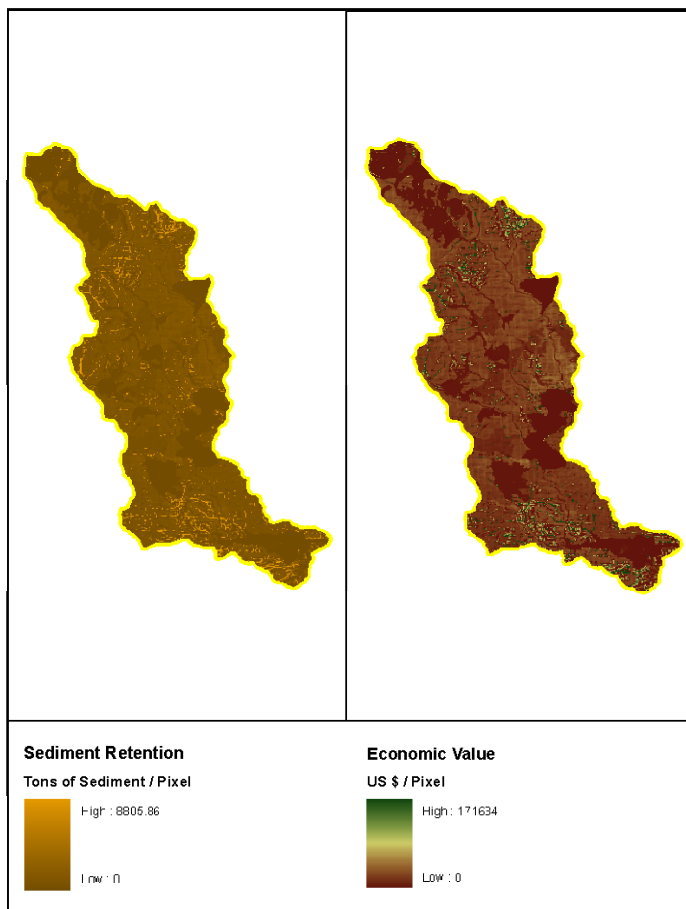 Sediment Retention
Tons of Sediment / Pixel
High : 8805.86
Low : 0
Economic Value
US $ / Pixel
High : 171634
Low : 0